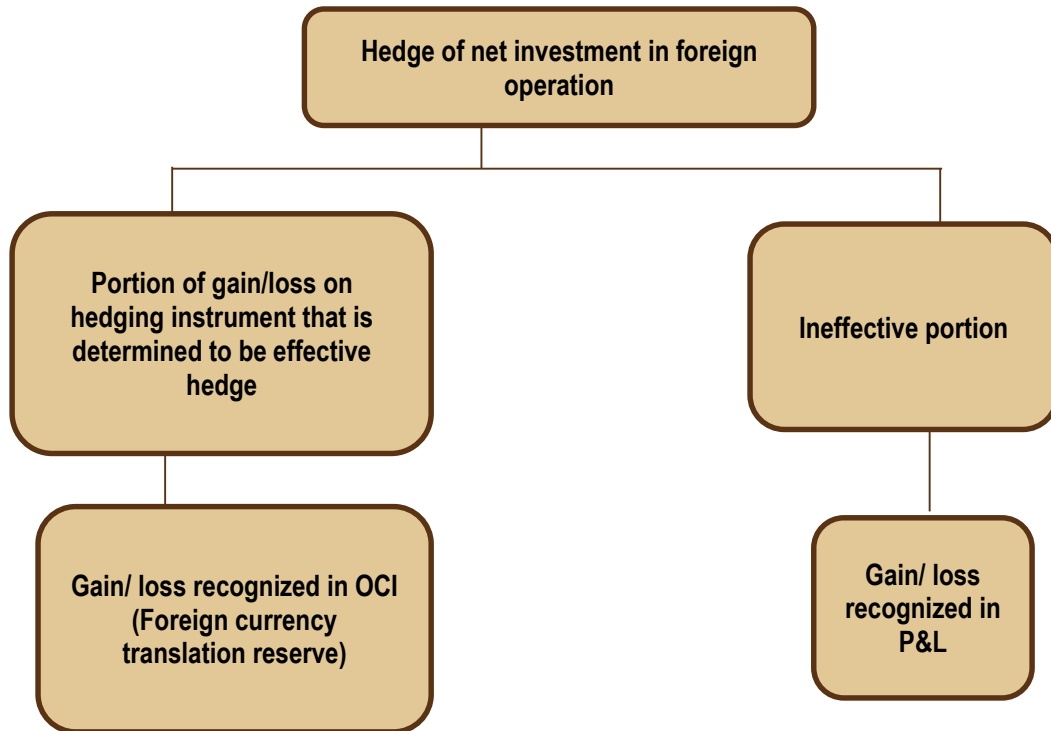 Hedge of net investment in foreign
operation
Portion of gain/loss on
hedging instrument that is
determined to be effective
hedge
Ineffective portion
Gain/ loss recognized in OCI
(Foreign currency
translation reserve)
Gain/ loss
recognized in
P&L